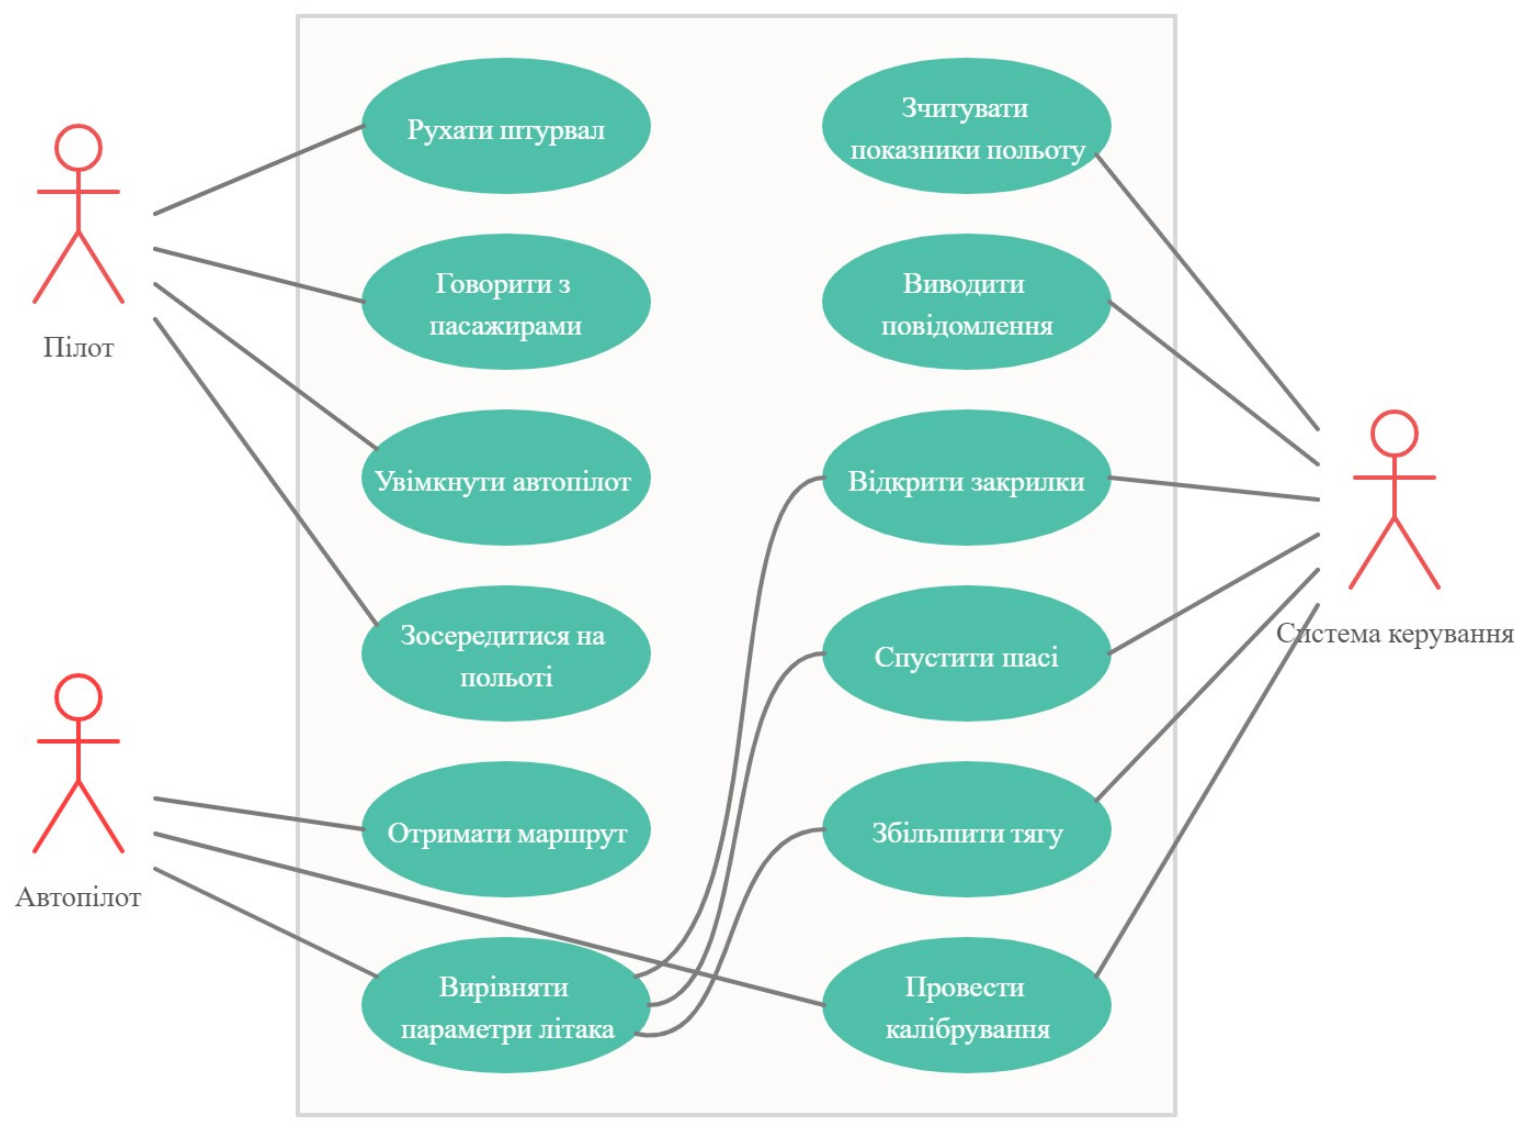 Пілот
Автопілот
Рухати штурвал
Говорити з
пасажирами
Увімкнути автопілот
Зосередитися на
польоті
Отримати маршрут
Вирівняти
параметри літака
Зчитувати
показники польоту
Виводити
повідомлення
Відкрити закрилки
Спустити шасі
Збільшити тягу
Провести
калібрування
Система керування